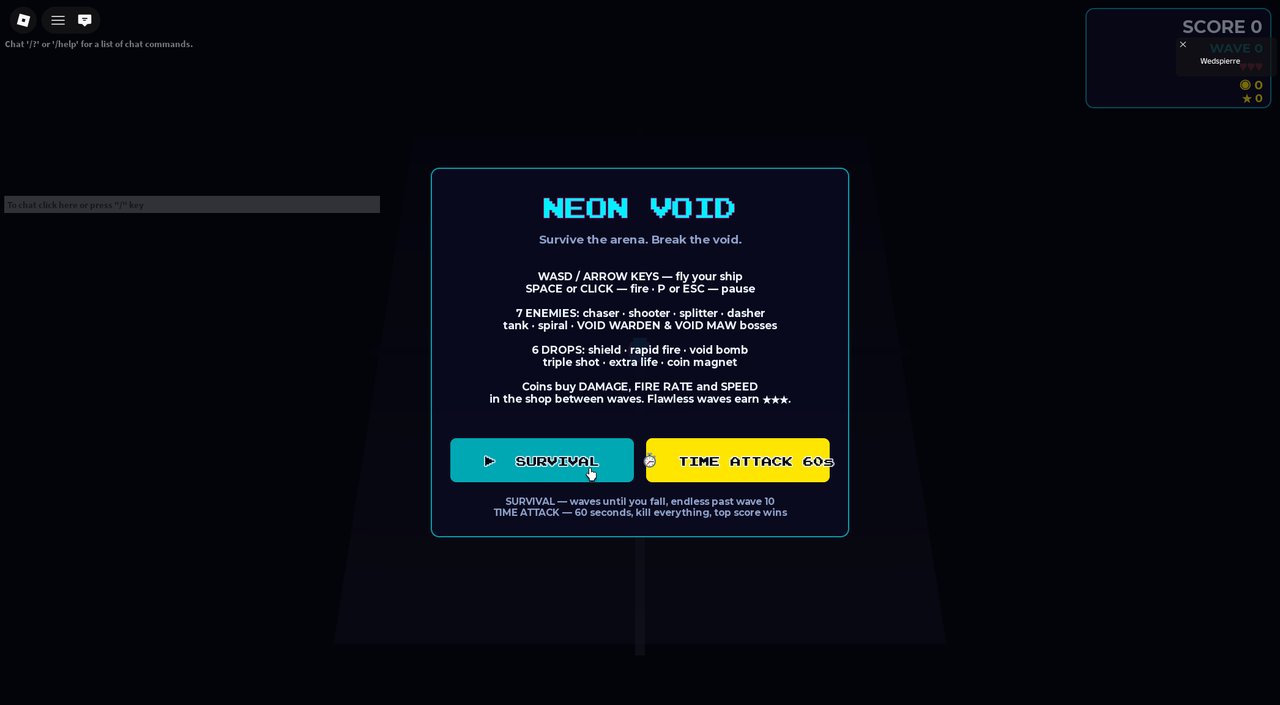 Chat '/?' or '/help' for a list of chat commands.
SCORE 0
WAVE 0
Wedspierre
♥♥♥
◉ 0
★ 0
To chat click here or press "/" key
NEON VOID
Survive the arena. Break the void.
WASD / ARROW KEYS — fly your ship
SPACE or CLICK — fire · P or ESC — pause
7 ENEMIES: chaser · shooter · splitter · dasher
tank · spiral · VOID WARDEN & VOID MAW bosses
6 DROPS: shield · rapid fire · void bomb
triple shot · extra life · coin magnet
Coins buy DAMAGE, FIRE RATE and SPEED
in the shop between waves. Flawless waves earn ★★★.
▶ SURVIVAL
⏱ TIME ATTACK 60s
SURVIVAL — waves until you fall, endless past wave 10
TIME ATTACK — 60 seconds, kill everything, top score wins